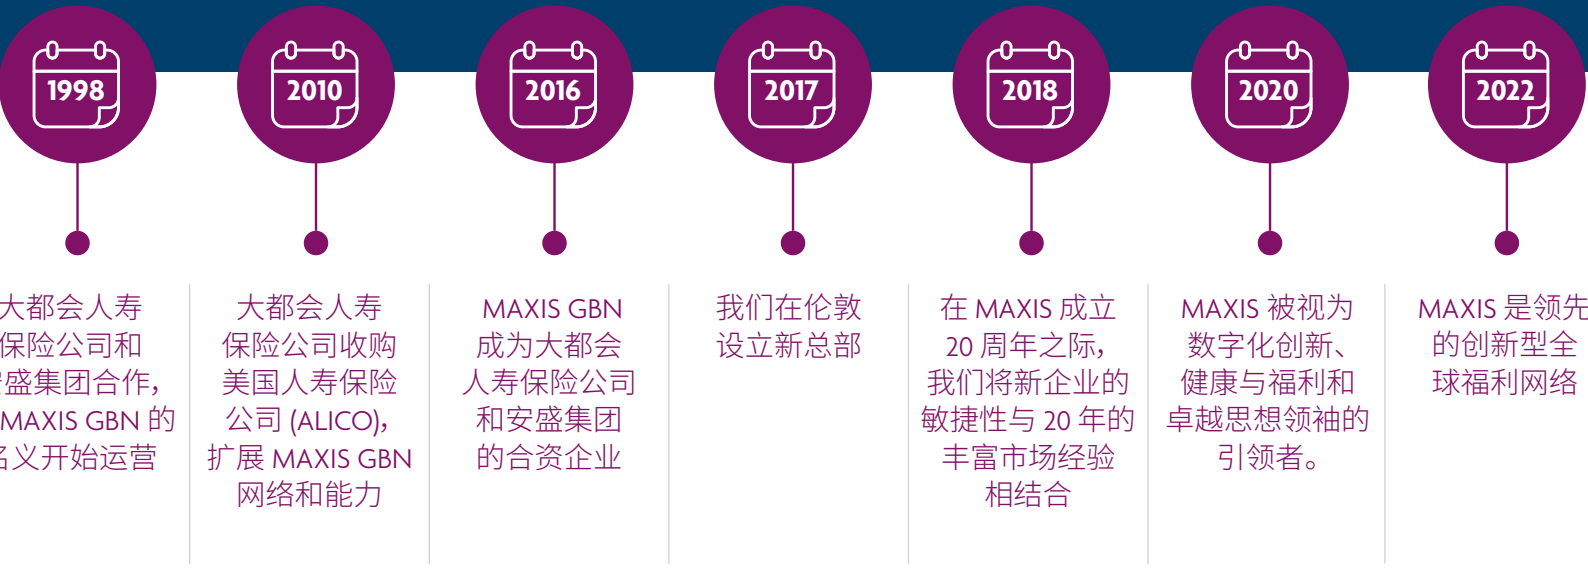 1998
大都会人寿
保险公司和
安盛集团合作,
MAXIS GBN 的
名义开始运营
2010
大都会人寿
保险公司收购
美国人寿保险
公司 (ALICO),
扩展 MAXIS GBN
网络和能力
2016
MAXIS GBN
成为大都会
人寿保险公司
和安盛集团
的合资企业
2017
我们在伦敦
设立新总部
2018
在 MAXIS 成立
20 周年之际,
我们将新企业的
敏捷性与 20 年的
丰富市场经验
相结合
2020
MAXIS 被视为
数字化创新、
健康与福利和
卓越思想领袖的
引领者。
2022
MAXIS 是领先
的创新型全
球福利网络